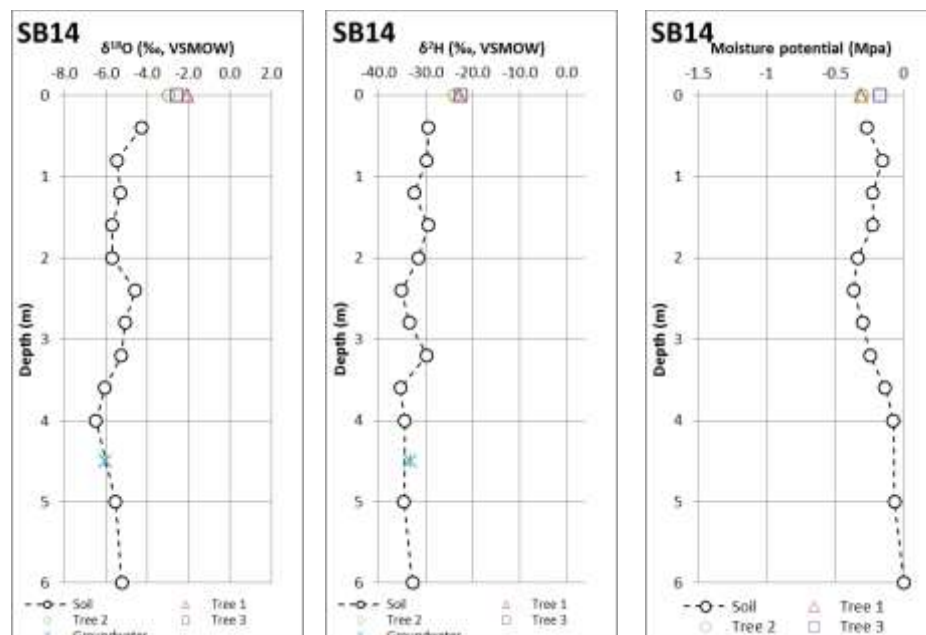 SB14
δ¹⁸O (‰, VSMOW)
-8.0 -6.0 -4.0 -2.0 0.0 2.0
0
1
2
3
4
5
6
Depth (m)
Soil
Tree 1
Tree 2
Tree 3
Groundwater
SB14
δ²H (‰, VSMOW)
-40.0 -30.0 -20.0 -10.0 0.0
0
1
2
3
4
5
6
Depth (m)
Soil
Tree 1
Tree 2
Tree 3
Groundwater
SB14
Moisture potential (Mpa)
-1.5 -1 -0.5 0
0
1
2
3
4
5
6
Depth (m)
Soil
Tree 1
Tree 2
Tree 3